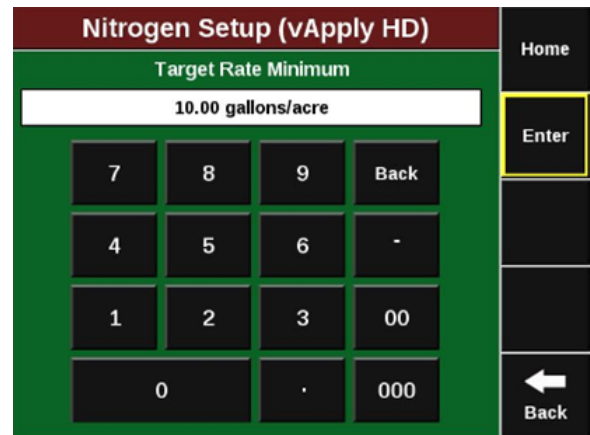 Nitrogen Setup (vApply HD)
Home
Target Rate Minimum
10.00 gallons/acre
Enter
7 8 9 Back
4 5 6 -
1 2 3 00
0 . 000
Back